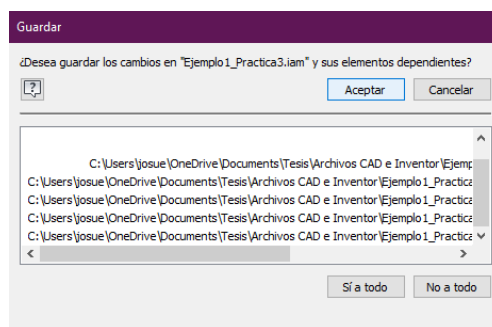 Guardar
¿Desea guardar los cambios en "Ejemplo1_Practica3.iam" y sus elementos dependientes?
Aceptar Cancelar
C:\Users\josue\OneDrive\Documents\Tesis\Archivos CAD e Inventor\Ejemp
C:\Users\josue\OneDrive\Documents\Tesis\Archivos CAD e Inventor\Ejemplo1_Practica
C:\Users\josue\OneDrive\Documents\Tesis\Archivos CAD e Inventor\Ejemplo1_Practica
C:\Users\josue\OneDrive\Documents\Tesis\Archivos CAD e Inventor\Ejemplo1_Practica
C:\Users\josue\OneDrive\Documents\Tesis\Archivos CAD e Inventor\Ejemplo1_Practica
Sí a todo No a todo